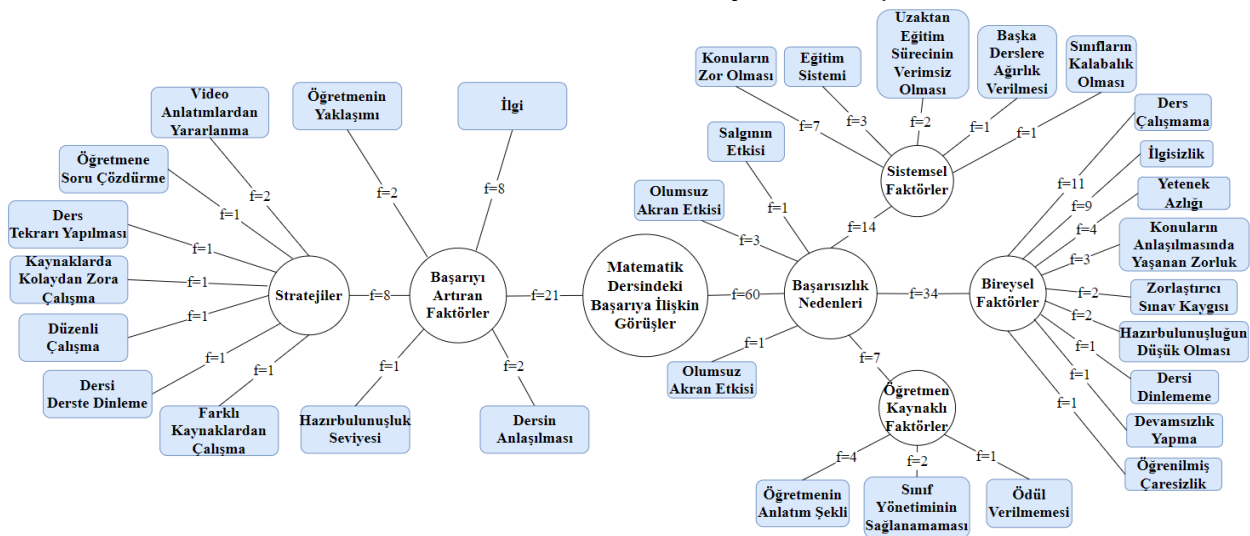 Video
Anlatımlardan
Yararlanma
f=2
Öğretmene
Soru Çözdürme
f=1
Ders
Tekrarı Yapılması
f=1
Kaynaklarda
Kolaydan Zora
Çalışma
f=1
Düzenli
Çalışma
f=1
Dersi
Derste Dinleme
f=1
Farklı
Kaynaklardan
Çalışma
f=1
Stratejiler
f=8
Öğretmenin
Yaklaşımı
f=2
İlgi
f=8
Başarıyı
Artıran
Faktörler
f=1
Hazırbulunuşluk
Seviyesi
f=2
Dersin
Anlaşılması
f=21
Matematik
Dersindeki
Başarıya İlişkin
Görüşler
f=60
Başarısızlık
Nedenleri
Salgının
Etkisi
f=1
Olumsuz
Akran Etkisi
f=3
f=1
Olumsuz
Akran Etkisi
f=14
Sistemsel
Faktörler
Konuların
Zor Olması
f=7
Eğitim
Sistemi
f=3
Uzaktan
Eğitim
Sürecinin
Verimsiz
Olması
f=2
Başka
Derslere
Ağırlık
Verilmesi
f=1
Sınıfların
Kalabalık
Olması
f=1
f=7
Öğretmen
Kaynaklı
Faktörler
f=4
Öğretmenin
Anlatım Şekli
f=2
Sınıf
Yönetiminin
Sağlanamaması
f=1
Ödül
Verilmemesi
f=34
Bireysel
Faktörler
Ders
Çalışmama
f=11
İlgisizlik
f=9
Yetenek
Azlığı
f=4
Konuların
Anlaşılmasında
Yaşanan Zorluk
f=3
Zorlaştırıcı
Sınav Kaygısı
f=2
Hazırbulunuşluğun
Düşük Olması
f=2
Dersi
Dinlememe
f=1
Devamsızlık
Yapma
f=1
Öğrenilmiş
Çaresizlik
f=1